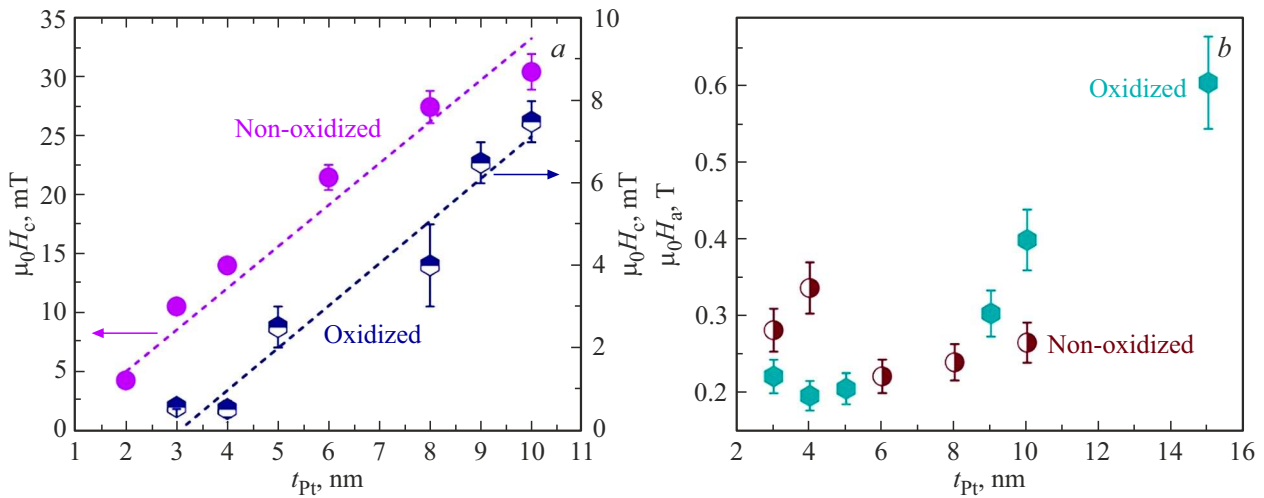 35
30
25
20
15
10
5
0
μ0Hc, mT
1 2 3 4 5 6 7 8 9 10 11
tPt, nm
10
8
6
4
2
0
μ0Hc, mT
a
Non-oxidized
Oxidized
0.6
0.5
0.4
0.3
0.2
μ0Ha, T
2 4 6 8 10 12 14 16
tPt, nm
b
Oxidized
Non-oxidized